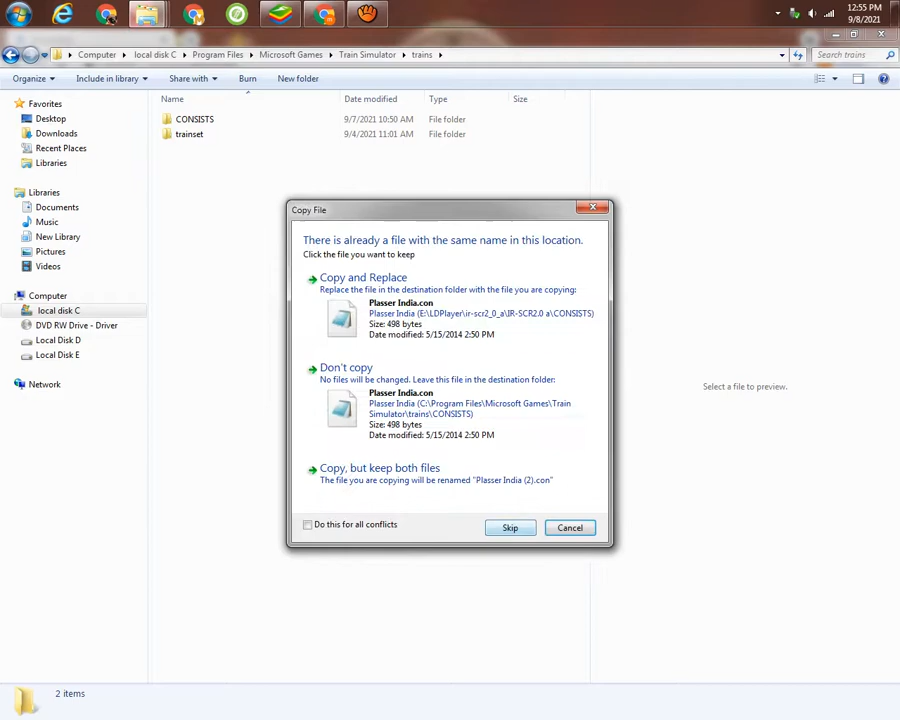 12:55 PM
9/8/2021
Computer local disk C Program Files Microsoft Games Train Simulator trains
Search trains
Organize Include in library Share with Burn New folder
Favorites
Desktop
Downloads
Recent Places
Libraries
Libraries
Documents
Music
New Library
Pictures
Videos
Computer
local disk C
DVD RW Drive - Driver
Local Disk D
Local Disk E
Network
Name Date modified Type Size
CONSISTS 9/7/2021 10:50 AM File folder
trainset 9/4/2021 11:01 AM File folder
Copy File
There is already a file with the same name in this location.
Click the file you want to keep
Copy and Replace
Replace the file in the destination folder with the file you are copying:
Plasser India.con
Plasser India (E:\LDPlayer\ir-scr2_0_a\IR-SCR2.0 a\CONSISTS)
Size: 498 bytes
Date modified: 5/15/2014 2:50 PM
Don't copy
No files will be changed. Leave this file in the destination folder:
Plasser India.con
Plasser India (C:\Program Files\Microsoft Games\Train
Simulator\trains\CONSISTS)
Size: 498 bytes
Date modified: 5/15/2014 2:50 PM
Copy, but keep both files
The file you are copying will be renamed "Plasser India (2).con"
Do this for all conflicts
Skip
Cancel
Select a file to preview.
2 items